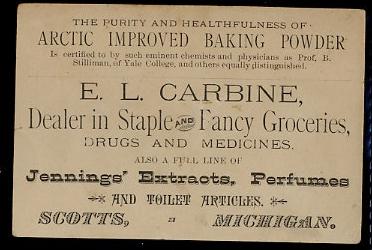 THE PURITY AND HEALTHFULNESS OF
ARCTIC IMPROVED BAKING POWDER
Is certified to by such eminent chemists and physicians as Prof. B.
Stilliman, of Yale College, and others equally distinguished.
E. L. CARBINE,
Dealer in Staple AND Fancy Groceries,
DRUGS AND MEDICINES.
ALSO A FULL LINE OF
Jennings' Extracts, Perfumes
AND TOILET ARTICLES.
SCOTTS, MICHIGAN.